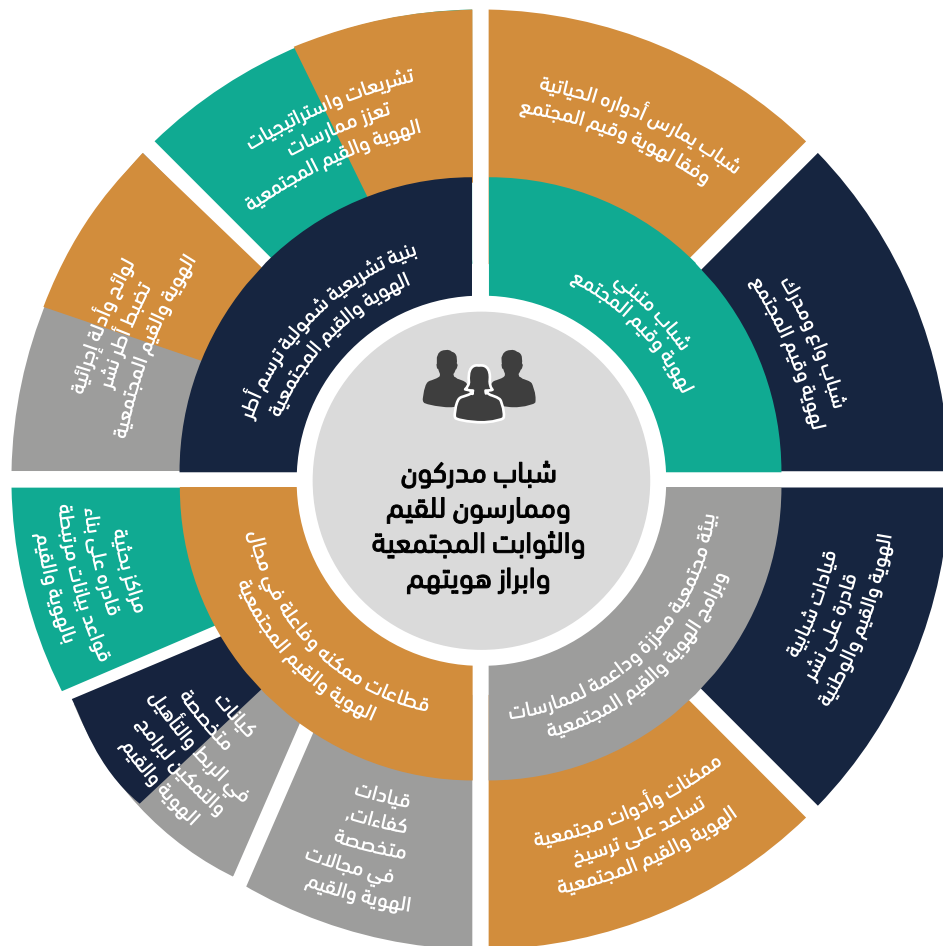 شباب مدركون
وممارسون للقيم
والثوابت المجتمعية
وابراز هويتهم
شباب متبني
لهوية وقيم المجتمع
شباب يمارس أدواره الحياتية
وفقا لهوية وقيم المجتمع
شباب واع ومدرك
لهوية وقيم المجتمع
بيئة مجتمعية معززة وداعمة لممارسات
وبرامج الهوية والقيم المجتمعية
قيادات شبابية
قادرة على نشر
الهوية والقيم والوطنية
ممكنات وأدوات مجتمعية
تساعد على ترسيخ
الهوية والقيم المجتمعية
قطاعات ممكنه وفاعلة في مجال
الهوية والقيم المجتمعية
قيادات
كفاءات،
متخصصة
في مجالات
الهوية والقيم
كيانات
متخصصة
في الربط والتأهيل
والتمكين لبرامج
الهوية والقيم
مراكز بحثية
قادره على بناء
قواعد بيانات مرتبطة
بالهوية والقيم
بنية تشريعية شمولية ترسم أطر
الهوية والقيم المجتمعية
لوائح وأدلة إجرائية
تضبط أطر نشر
الهوية والقيم المجتمعية
تشريعات واستراتيجيات
تعزز ممارسات
الهوية والقيم المجتمعية